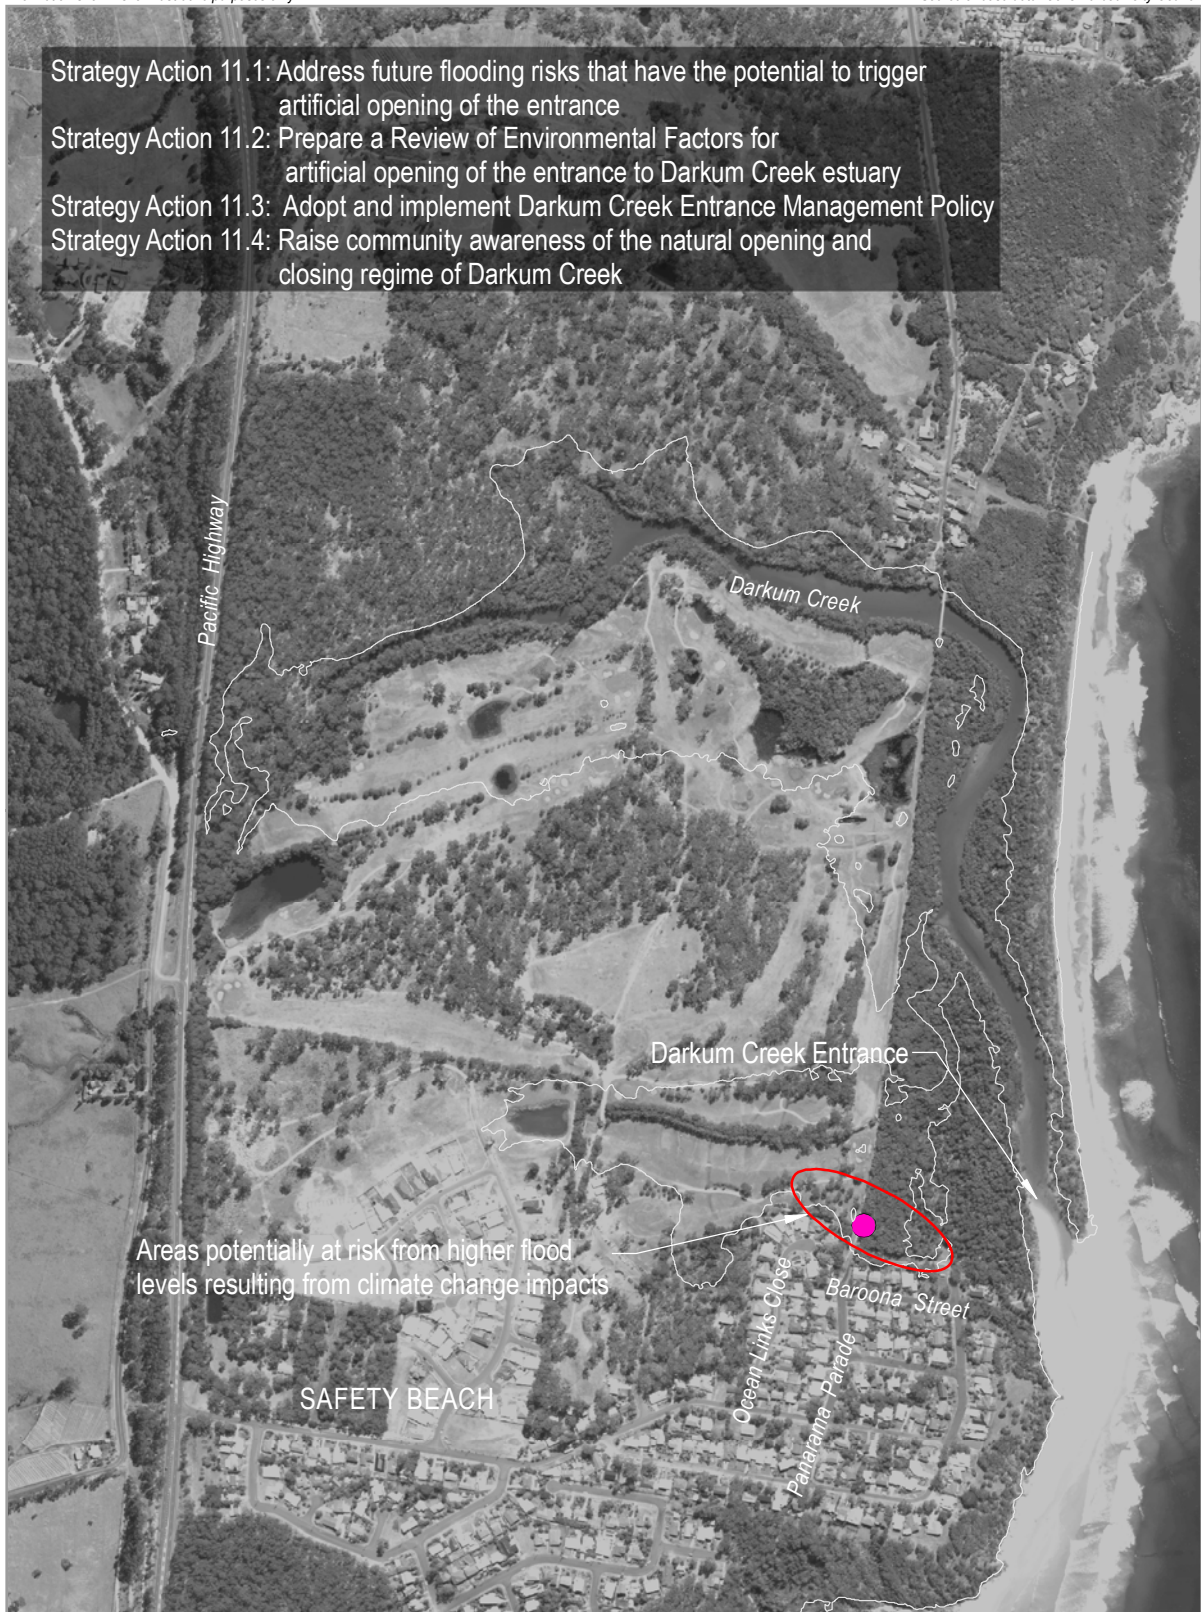 Strategy Action 11.1: Address future flooding risks that have the potential to trigger
artificial opening of the entrance
Strategy Action 11.2: Prepare a Review of Environmental Factors for
artificial opening of the entrance to Darkum Creek estuary
Strategy Action 11.3: Adopt and implement Darkum Creek Entrance Management Policy
Strategy Action 11.4: Raise community awareness of the natural opening and
closing regime of Darkum Creek
Pacific Highway
Darkum Creek
Darkum Creek Entrance
Areas potentially at risk from higher flood
levels resulting from climate change impacts
Baroona Street
Ocean Links Close
Panarama Parade
SAFETY BEACH